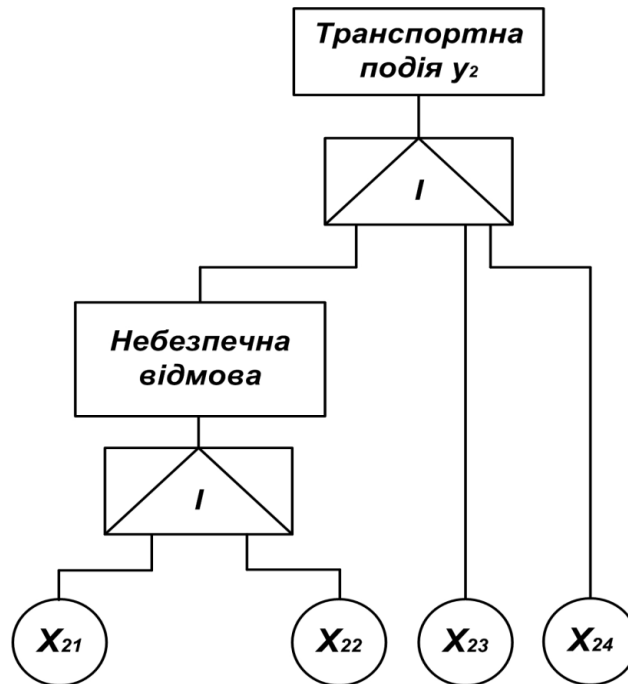 Транспортна
подія y₂
І
Небезпечна
відмова
І
X₂₁
X₂₂
X₂₃
X₂₄